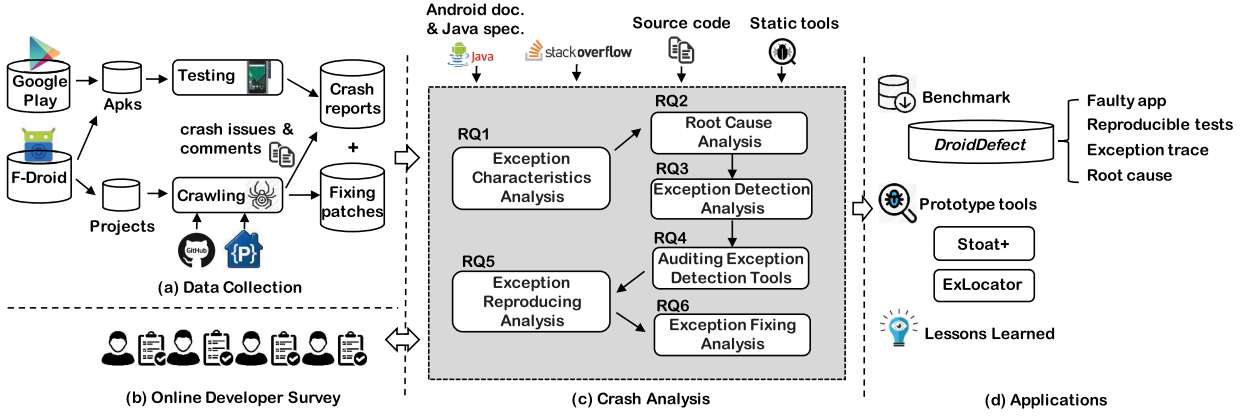 Google
Play
F-Droid
Apks
Projects
Testing
crash issues &
comments
Crawling
GitHub
{P}
Crash
reports
+
Fixing
patches
(a) Data Collection
(b) Online Developer Survey
Android doc.
& Java spec.
Java
stackoverflow
Source code
Static tools
RQ1
Exception
Characteristics
Analysis
RQ2
Root Cause
Analysis
RQ3
Exception Detection
Analysis
RQ4
Auditing Exception
Detection Tools
RQ5
Exception
Reproducing
Analysis
RQ6
Exception Fixing
Analysis
(c) Crash Analysis
Benchmark
DroidDefect
Faulty app
Reproducible tests
Exception trace
Root cause
Prototype tools
Stoat+
ExLocator
Lessons Learned
(d) Applications